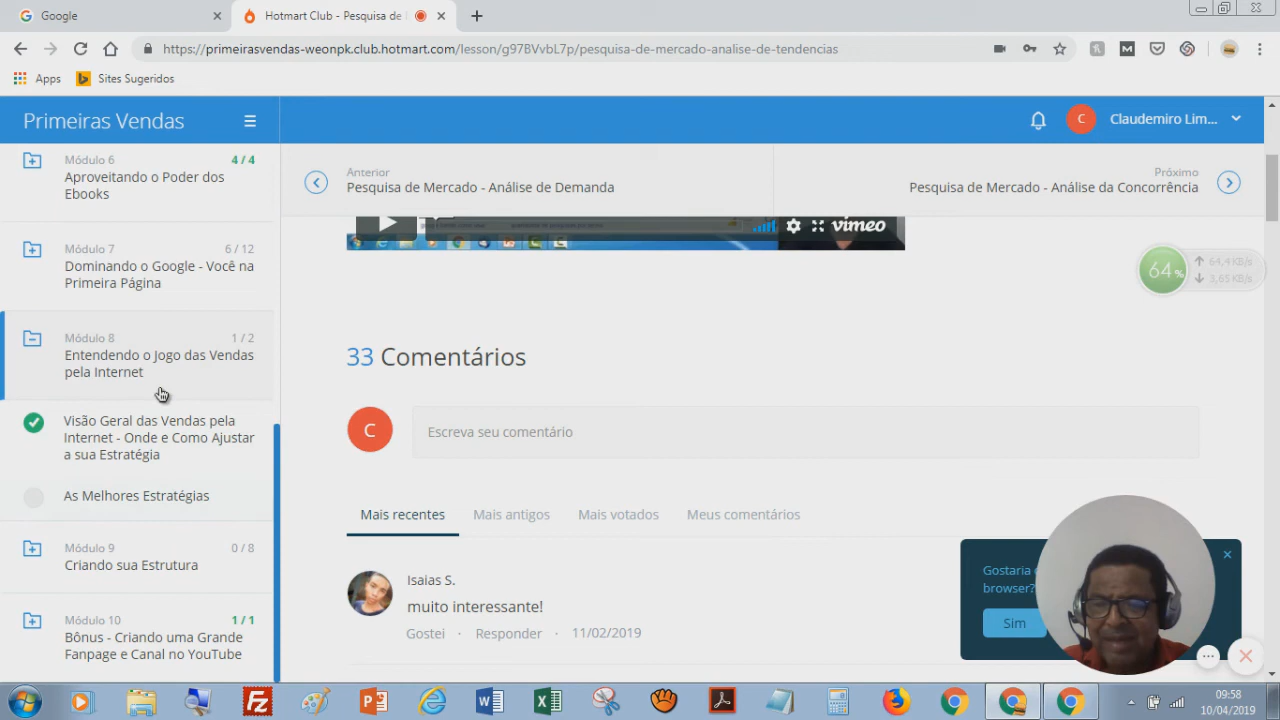 Google
Hotmart Club - Pesquisa de
https://primeirasvendas-weonpk.club.hotmart.com/lesson/g97BVvbL7p/pesquisa-de-mercado-analise-de-tendencias
Apps
Sites Sugeridos
Primeiras Vendas
C
Claudemiro Lim...
Módulo 6
4 / 4
Aproveitando o Poder dos
Ebooks
Módulo 7
6 / 12
Dominando o Google - Você na
Primeira Página
Módulo 8
1 / 2
Entendendo o Jogo das Vendas
pela Internet
Visão Geral das Vendas pela
Internet - Onde e Como Ajustar
a sua Estratégia
As Melhores Estratégias
Módulo 9
0 / 8
Criando sua Estrutura
Módulo 10
1 / 1
Bônus - Criando uma Grande
Fanpage e Canal no YouTube
Anterior
Pesquisa de Mercado - Análise de Demanda
Próximo
Pesquisa de Mercado - Análise da Concorrência
vimeo
64%
64,4 KB/s
3,65 KB/s
33 Comentários
C
Escreva seu comentário
Mais recentes
Mais antigos
Mais votados
Meus comentários
Isaias S.
muito interessante!
Gostei · Responder · 11/02/2019
Gostaria
browser?
Sim
09:58
10/04/2019